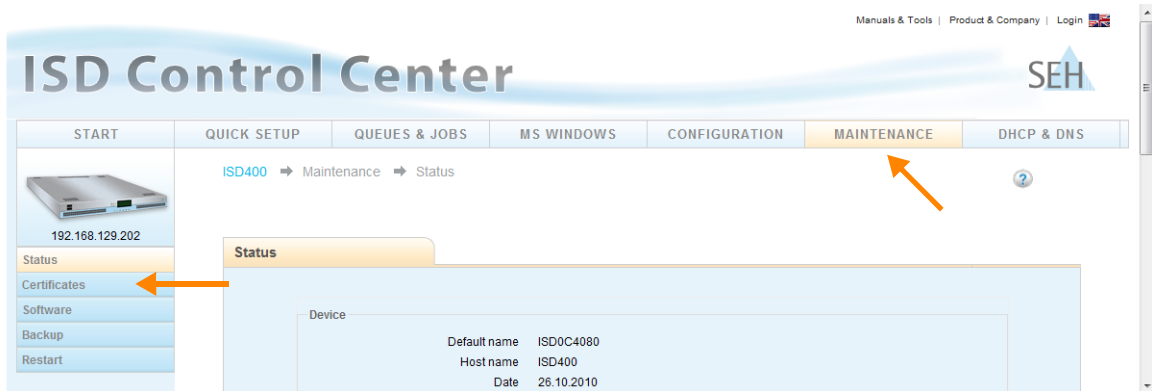 Manuals & Tools | Product & Company | Login
ISD Control Center
SEH
START QUICK SETUP QUEUES & JOBS MS WINDOWS CONFIGURATION MAINTENANCE DHCP & DNS
ISD400 Maintenance Status
?
192.168.129.202
Status
Certificates
Software
Backup
Restart
Status
Device
Default name ISD0C4080
Host name ISD400
Date 26.10.2010